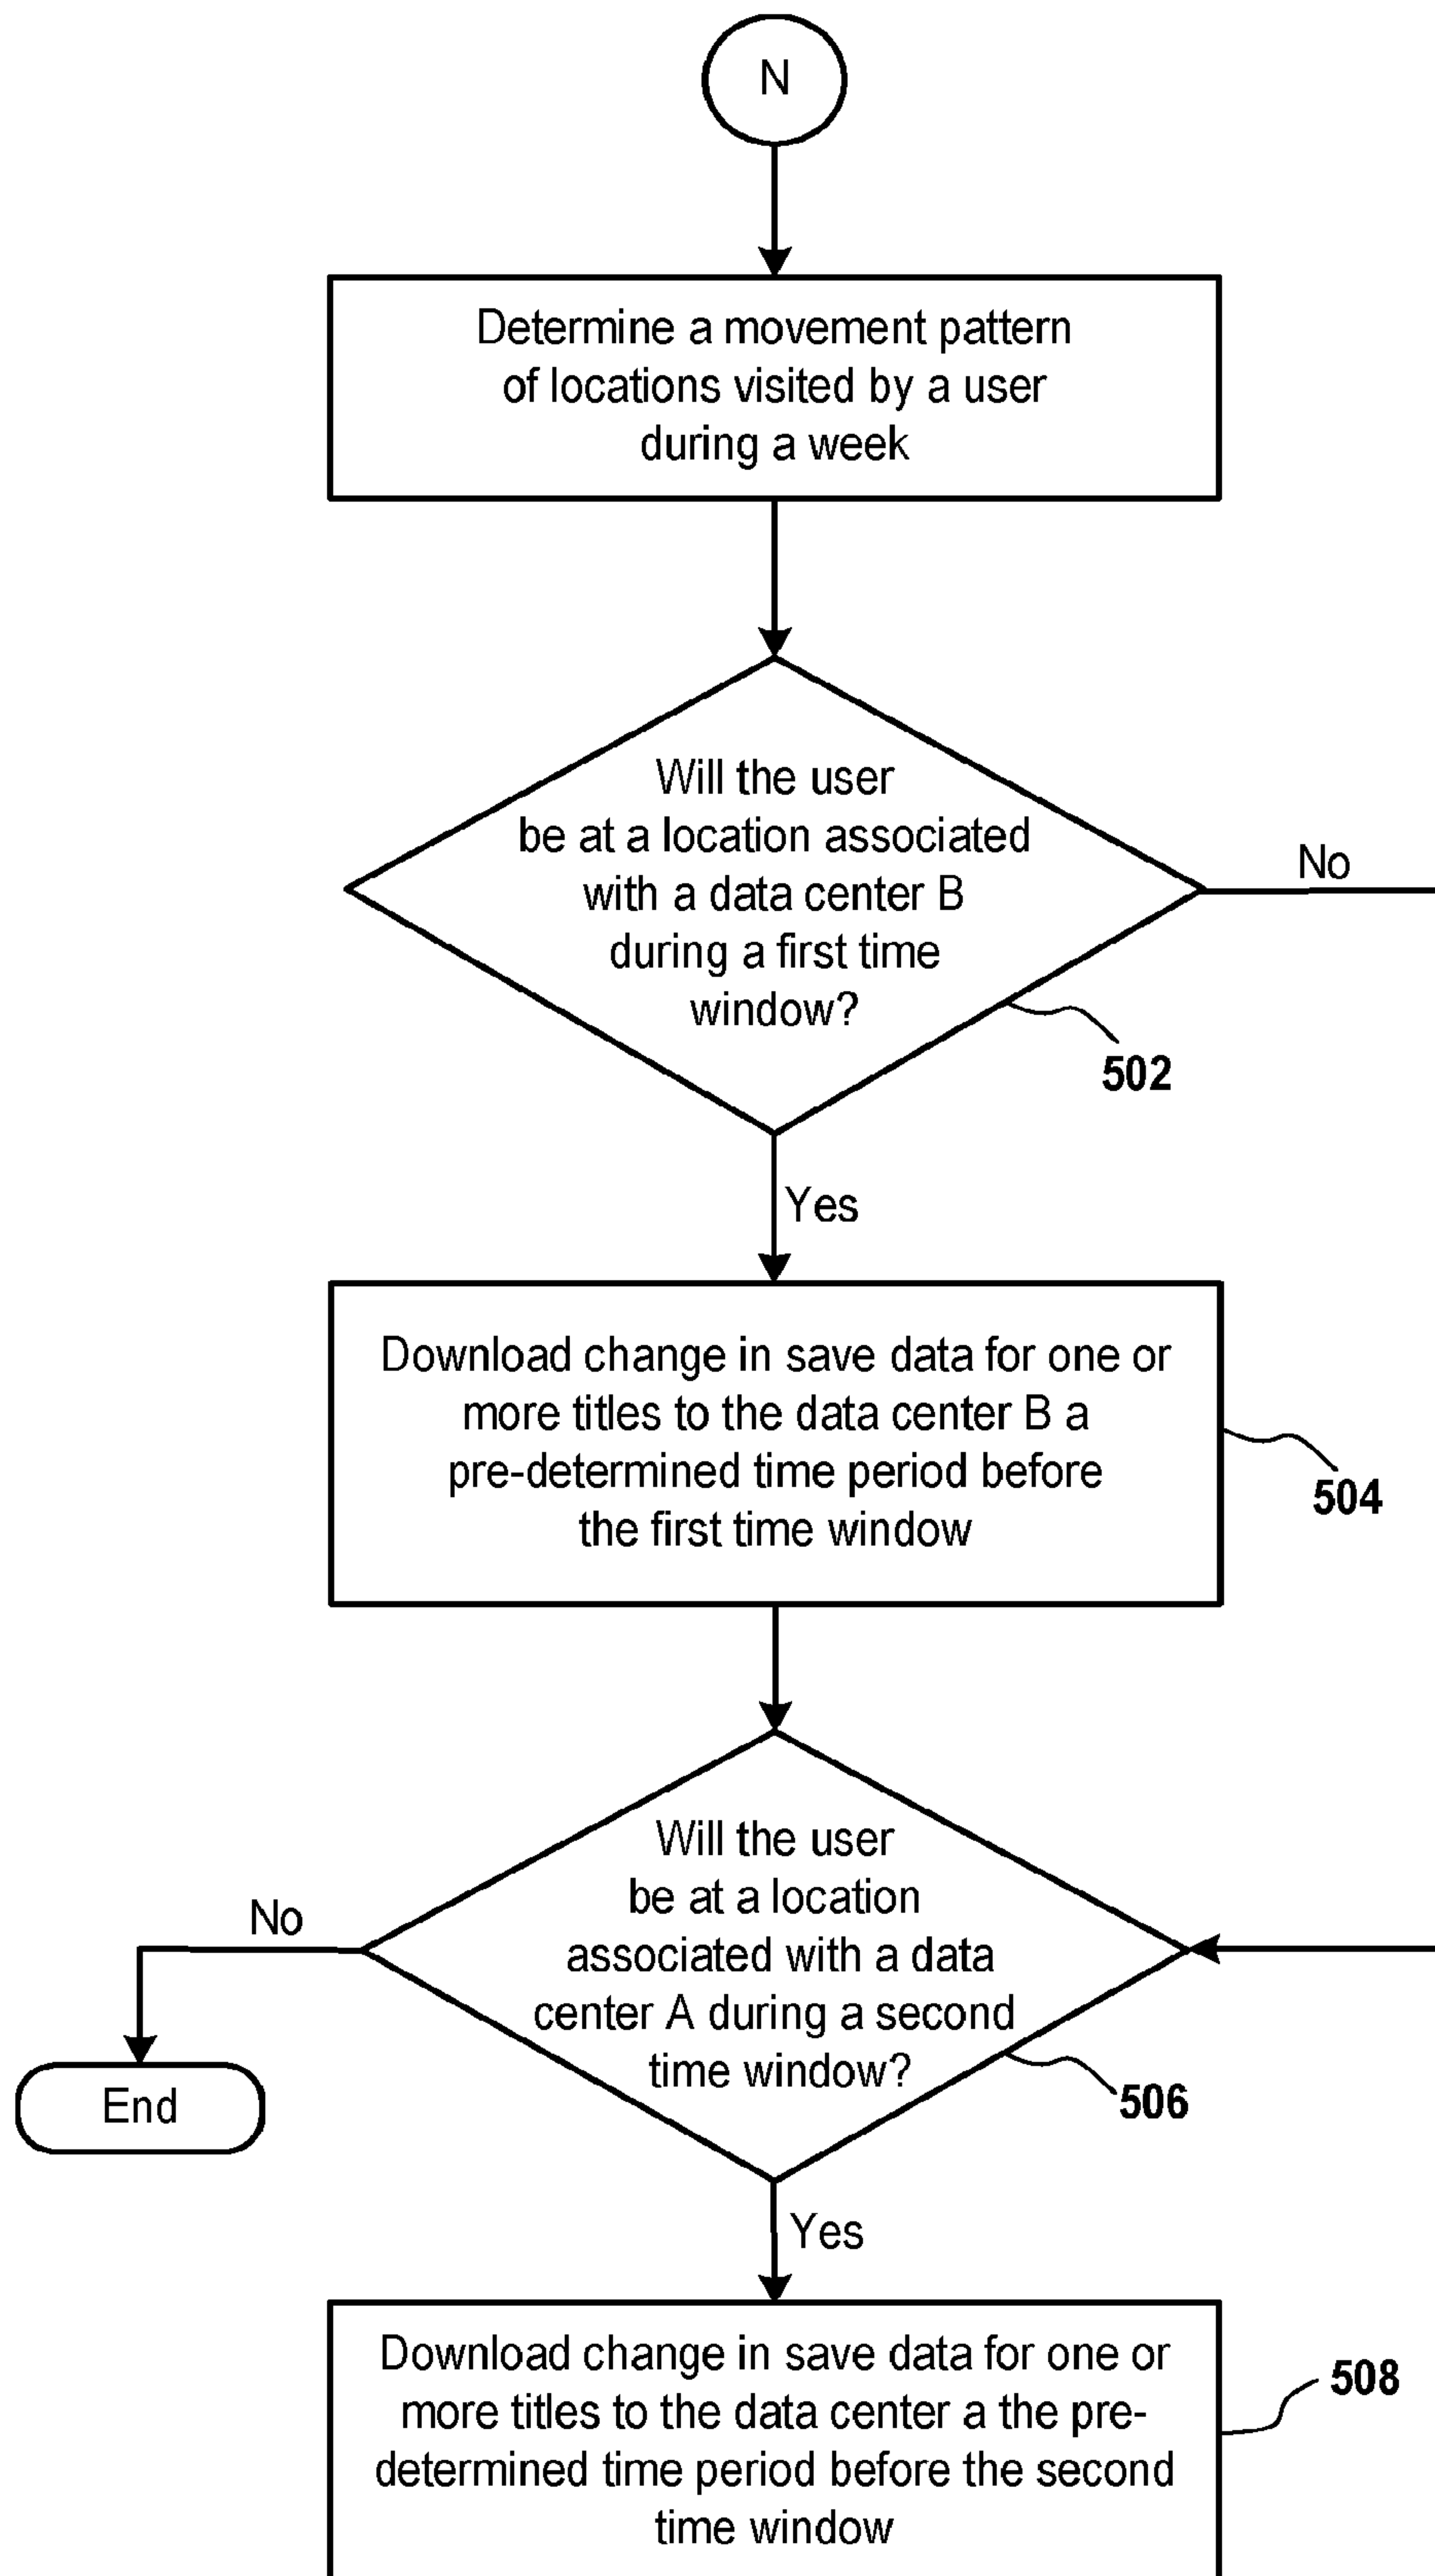 N
Determine a movement pattern
of locations visited by a user
during a week
Will the user
be at a location associated
with a data center B
during a first time
window?
No
502
Yes
Download change in save data for one or
more titles to the data center B a
pre-determined time period before
the first time window
504
Will the user
be at a location
associated with a data
center A during a second
time window?
No
506
End
Yes
Download change in save data for one or
more titles to the data center a the pre-
determined time period before the second
time window
508